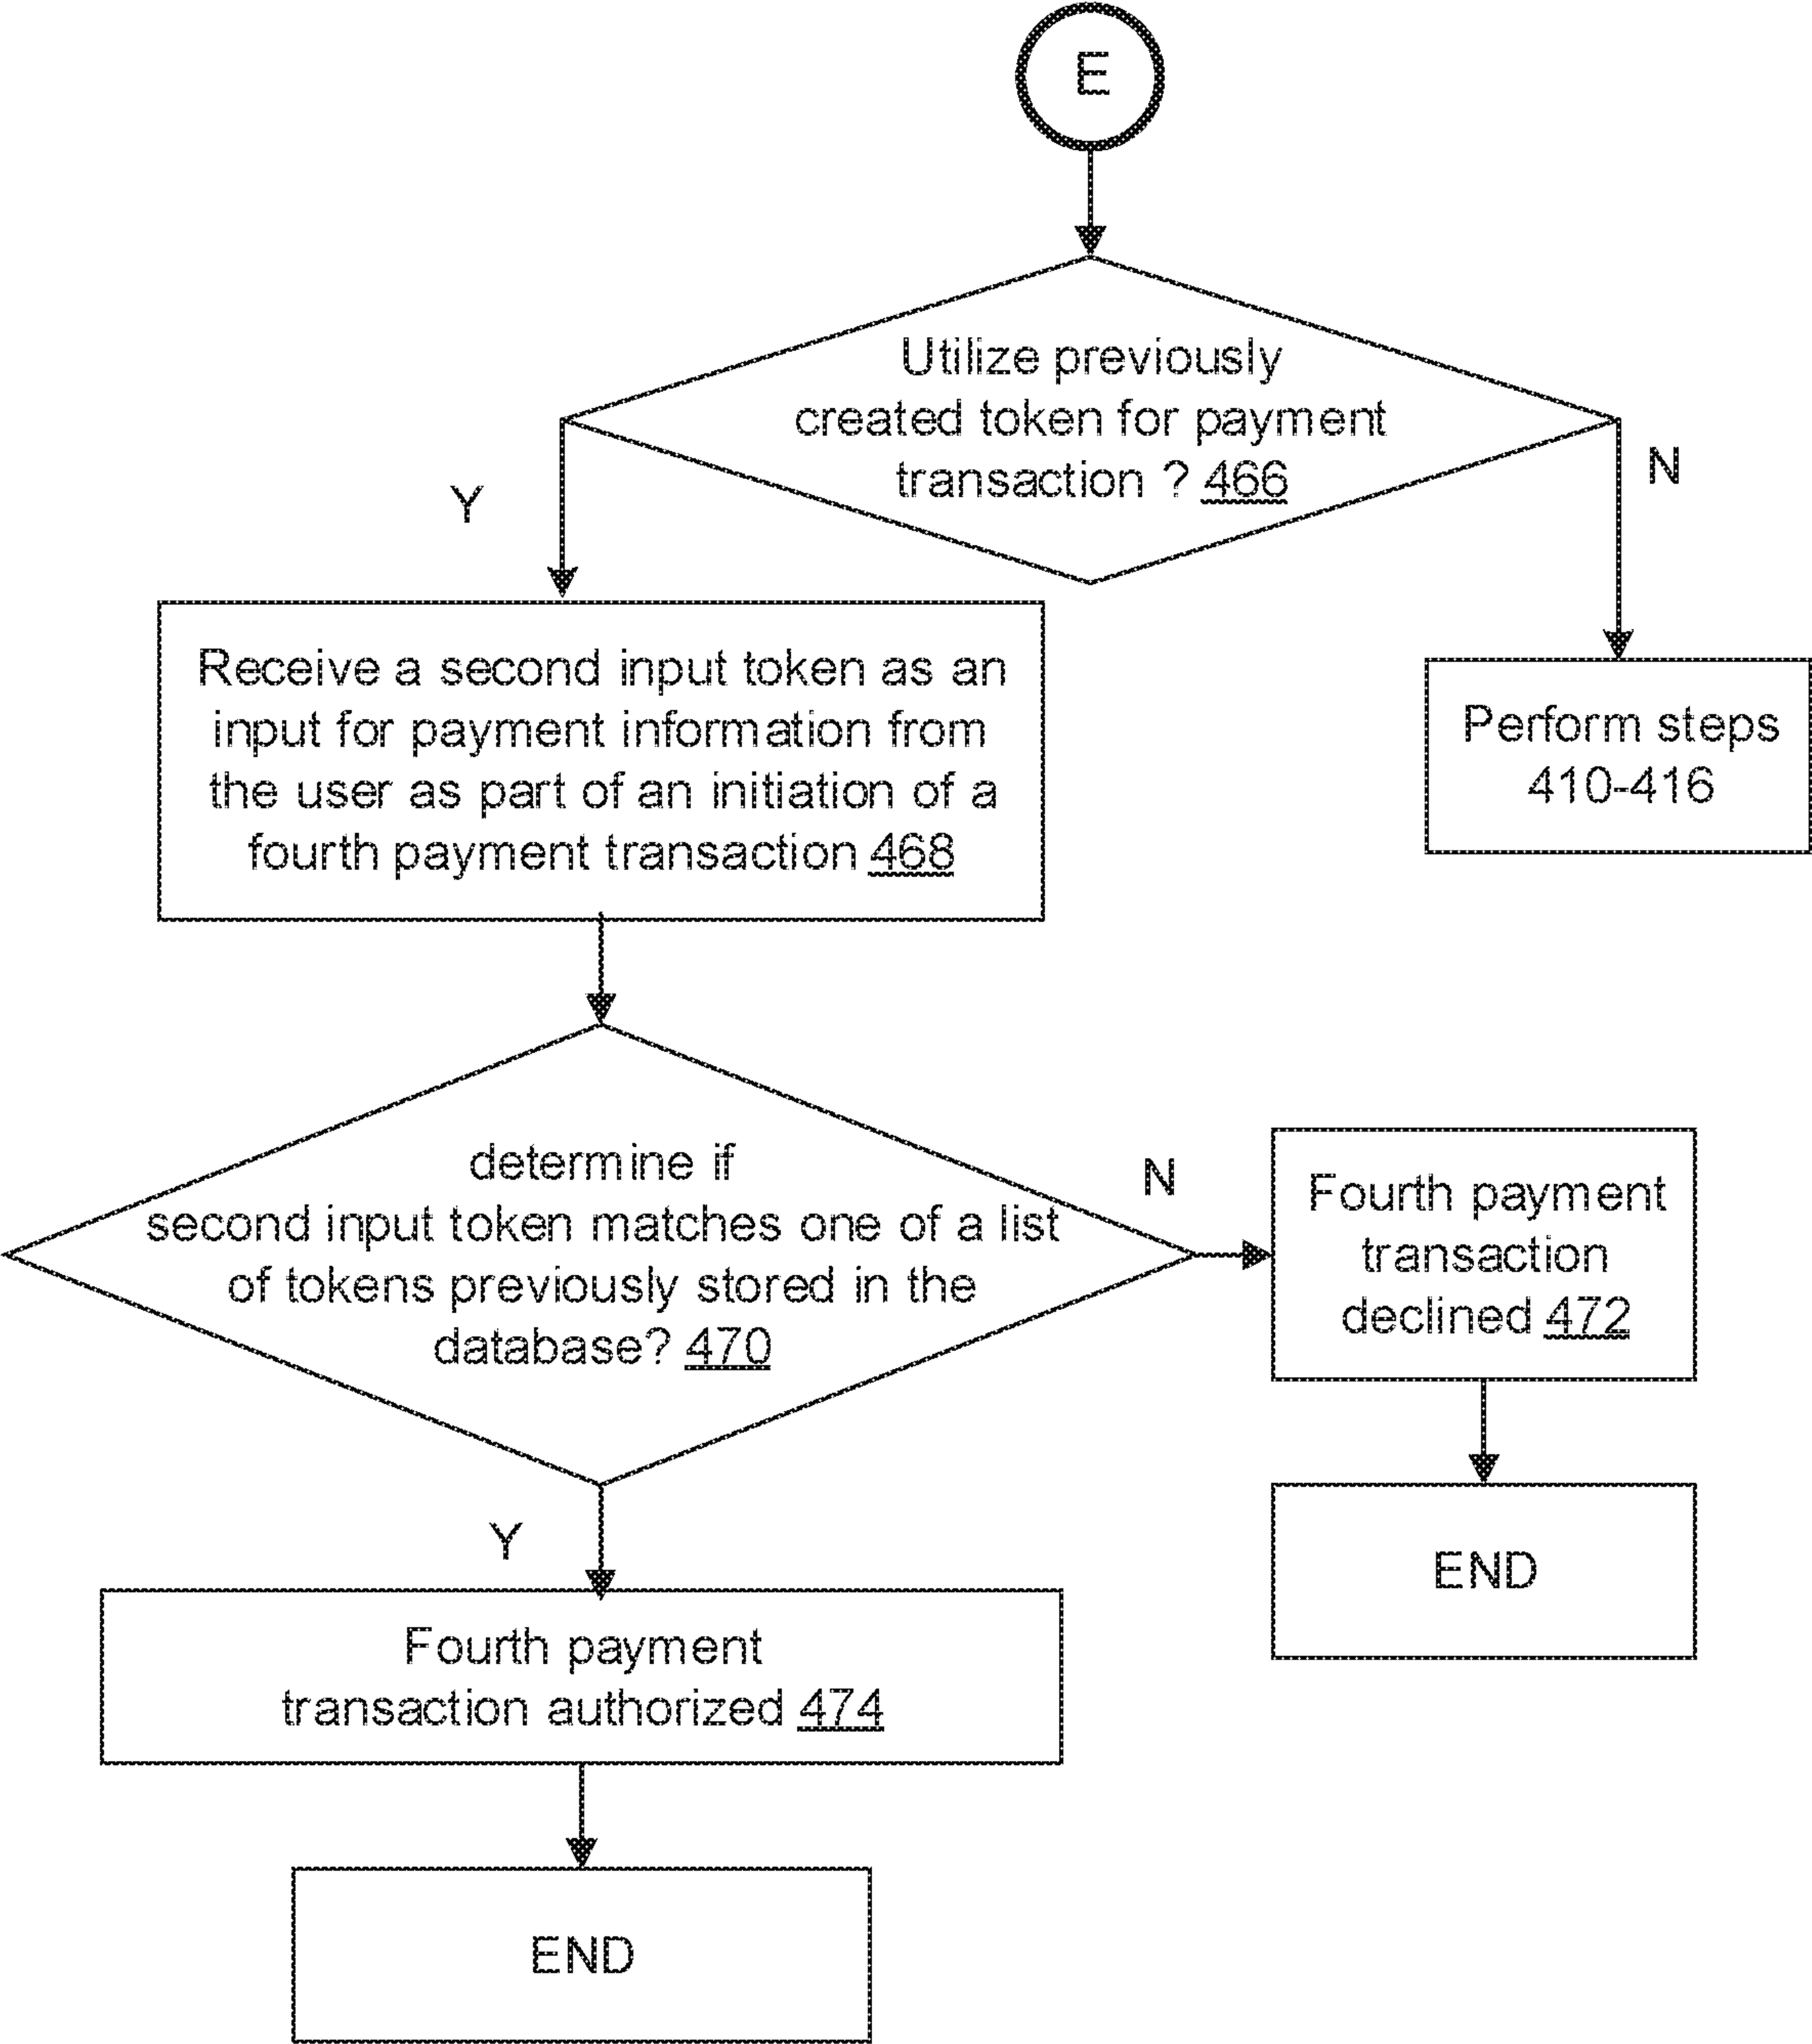 E
Utilize previously
created token for payment
transaction ? 466
Y
N
Receive a second input token as an
input for payment information from
the user as part of an initiation of a
fourth payment transaction 468
Perform steps
410-416
determine if
second input token matches one of a list
of tokens previously stored in the
database? 470
N
Fourth payment
transaction
declined 472
Y
END
Fourth payment
transaction authorized 474
END